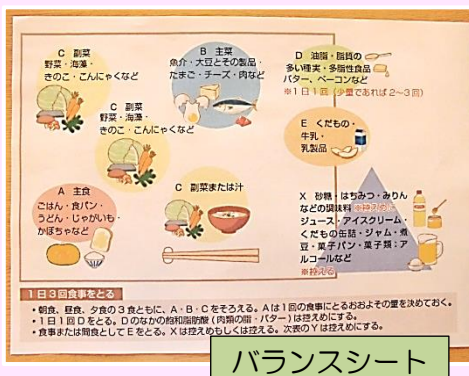 C 副菜
野菜・海藻・
きのこ・こんにゃくなど
B 主菜
魚介・大豆とその製品・
たまご・チーズ・肉など
D 油脂・脂質の
多い種実・多脂性食品
バター、ベーコンなど
※1日1回（少量であれば2〜3回）
C 副菜
野菜・海藻・
きのこ・こんにゃくなど
E くだもの・
牛乳・
乳製品
A 主食
ごはん・食パン・
うどん・じゃがいも・
かぼちゃなど
C 副菜または汁
X 砂糖・はちみつ・みりん
などの調味料 ※控えめに
ジュース・アイスクリーム・
くだもの缶詰・ジャム・煮
豆・菓子パン・菓子類：ア
ルコールなど
※控える
1日3回食事をとる
・朝食、昼食、夕食の3食ともに、A・B・Cをそろえる。Aは1回の食事にとるおおよその量を決めておく。
・1日1回Dをとる。Dのなかの飽和脂肪酸(肉類の脂・バター)は控えめにする。
・食事または間食としてEをとる。Xは控えめもしくは控える。次表のYは控えめにする。
バランスシート